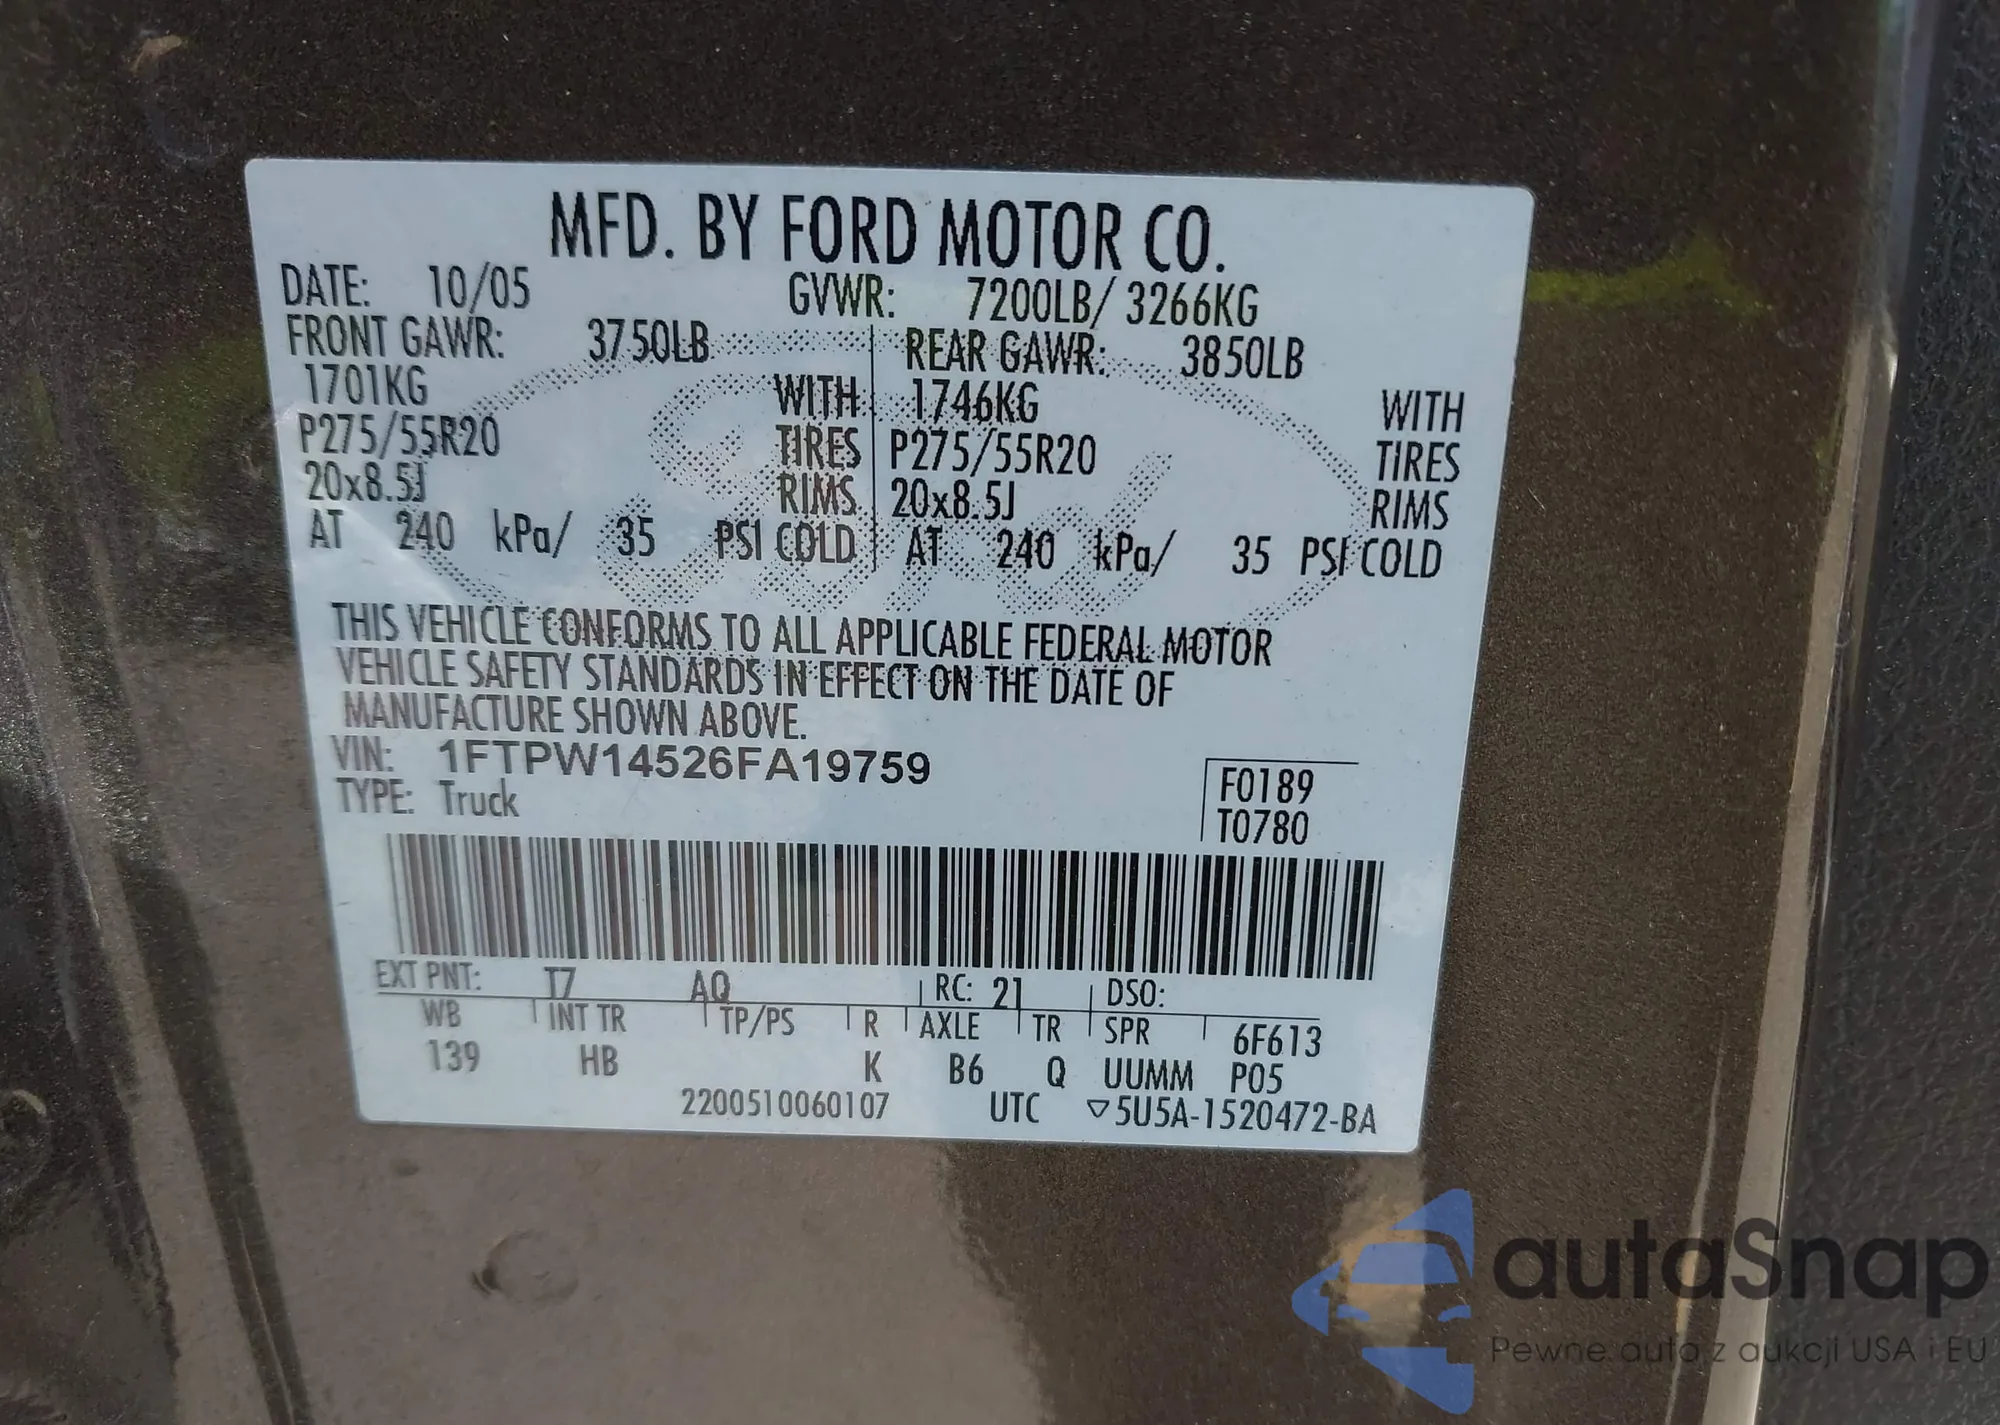 MFD. BY FORD MOTOR CO.
DATE: 10/05 GVWR: 7200LB/ 3266KG
FRONT GAWR: 3750LB REAR GAWR: 3850LB
1701KG WITH 1746KG WITH
P275/55R20 TIRES P275/55R20 TIRES
20x8.5J RIMS 20x8.5J RIMS
AT 240 kPa/ 35 PSI COLD AT 240 kPa/ 35 PSI COLD
THIS VEHICLE CONFORMS TO ALL APPLICABLE FEDERAL MOTOR
VEHICLE SAFETY STANDARDS IN EFFECT ON THE DATE OF
MANUFACTURE SHOWN ABOVE.
VIN: 1FTPW14526FA19759
TYPE: Truck
F0189
T0780
EXT PNT: T7 AQ RC: 21 DSO:
WB INT TR TP/PS R AXLE TR SPR 6F613
139 HB K B6 Q UUMM P05
2200510060107 UTC ▽5U5A-1520472-BA
autaSnap
Pewne auta z aukcji USA i EU